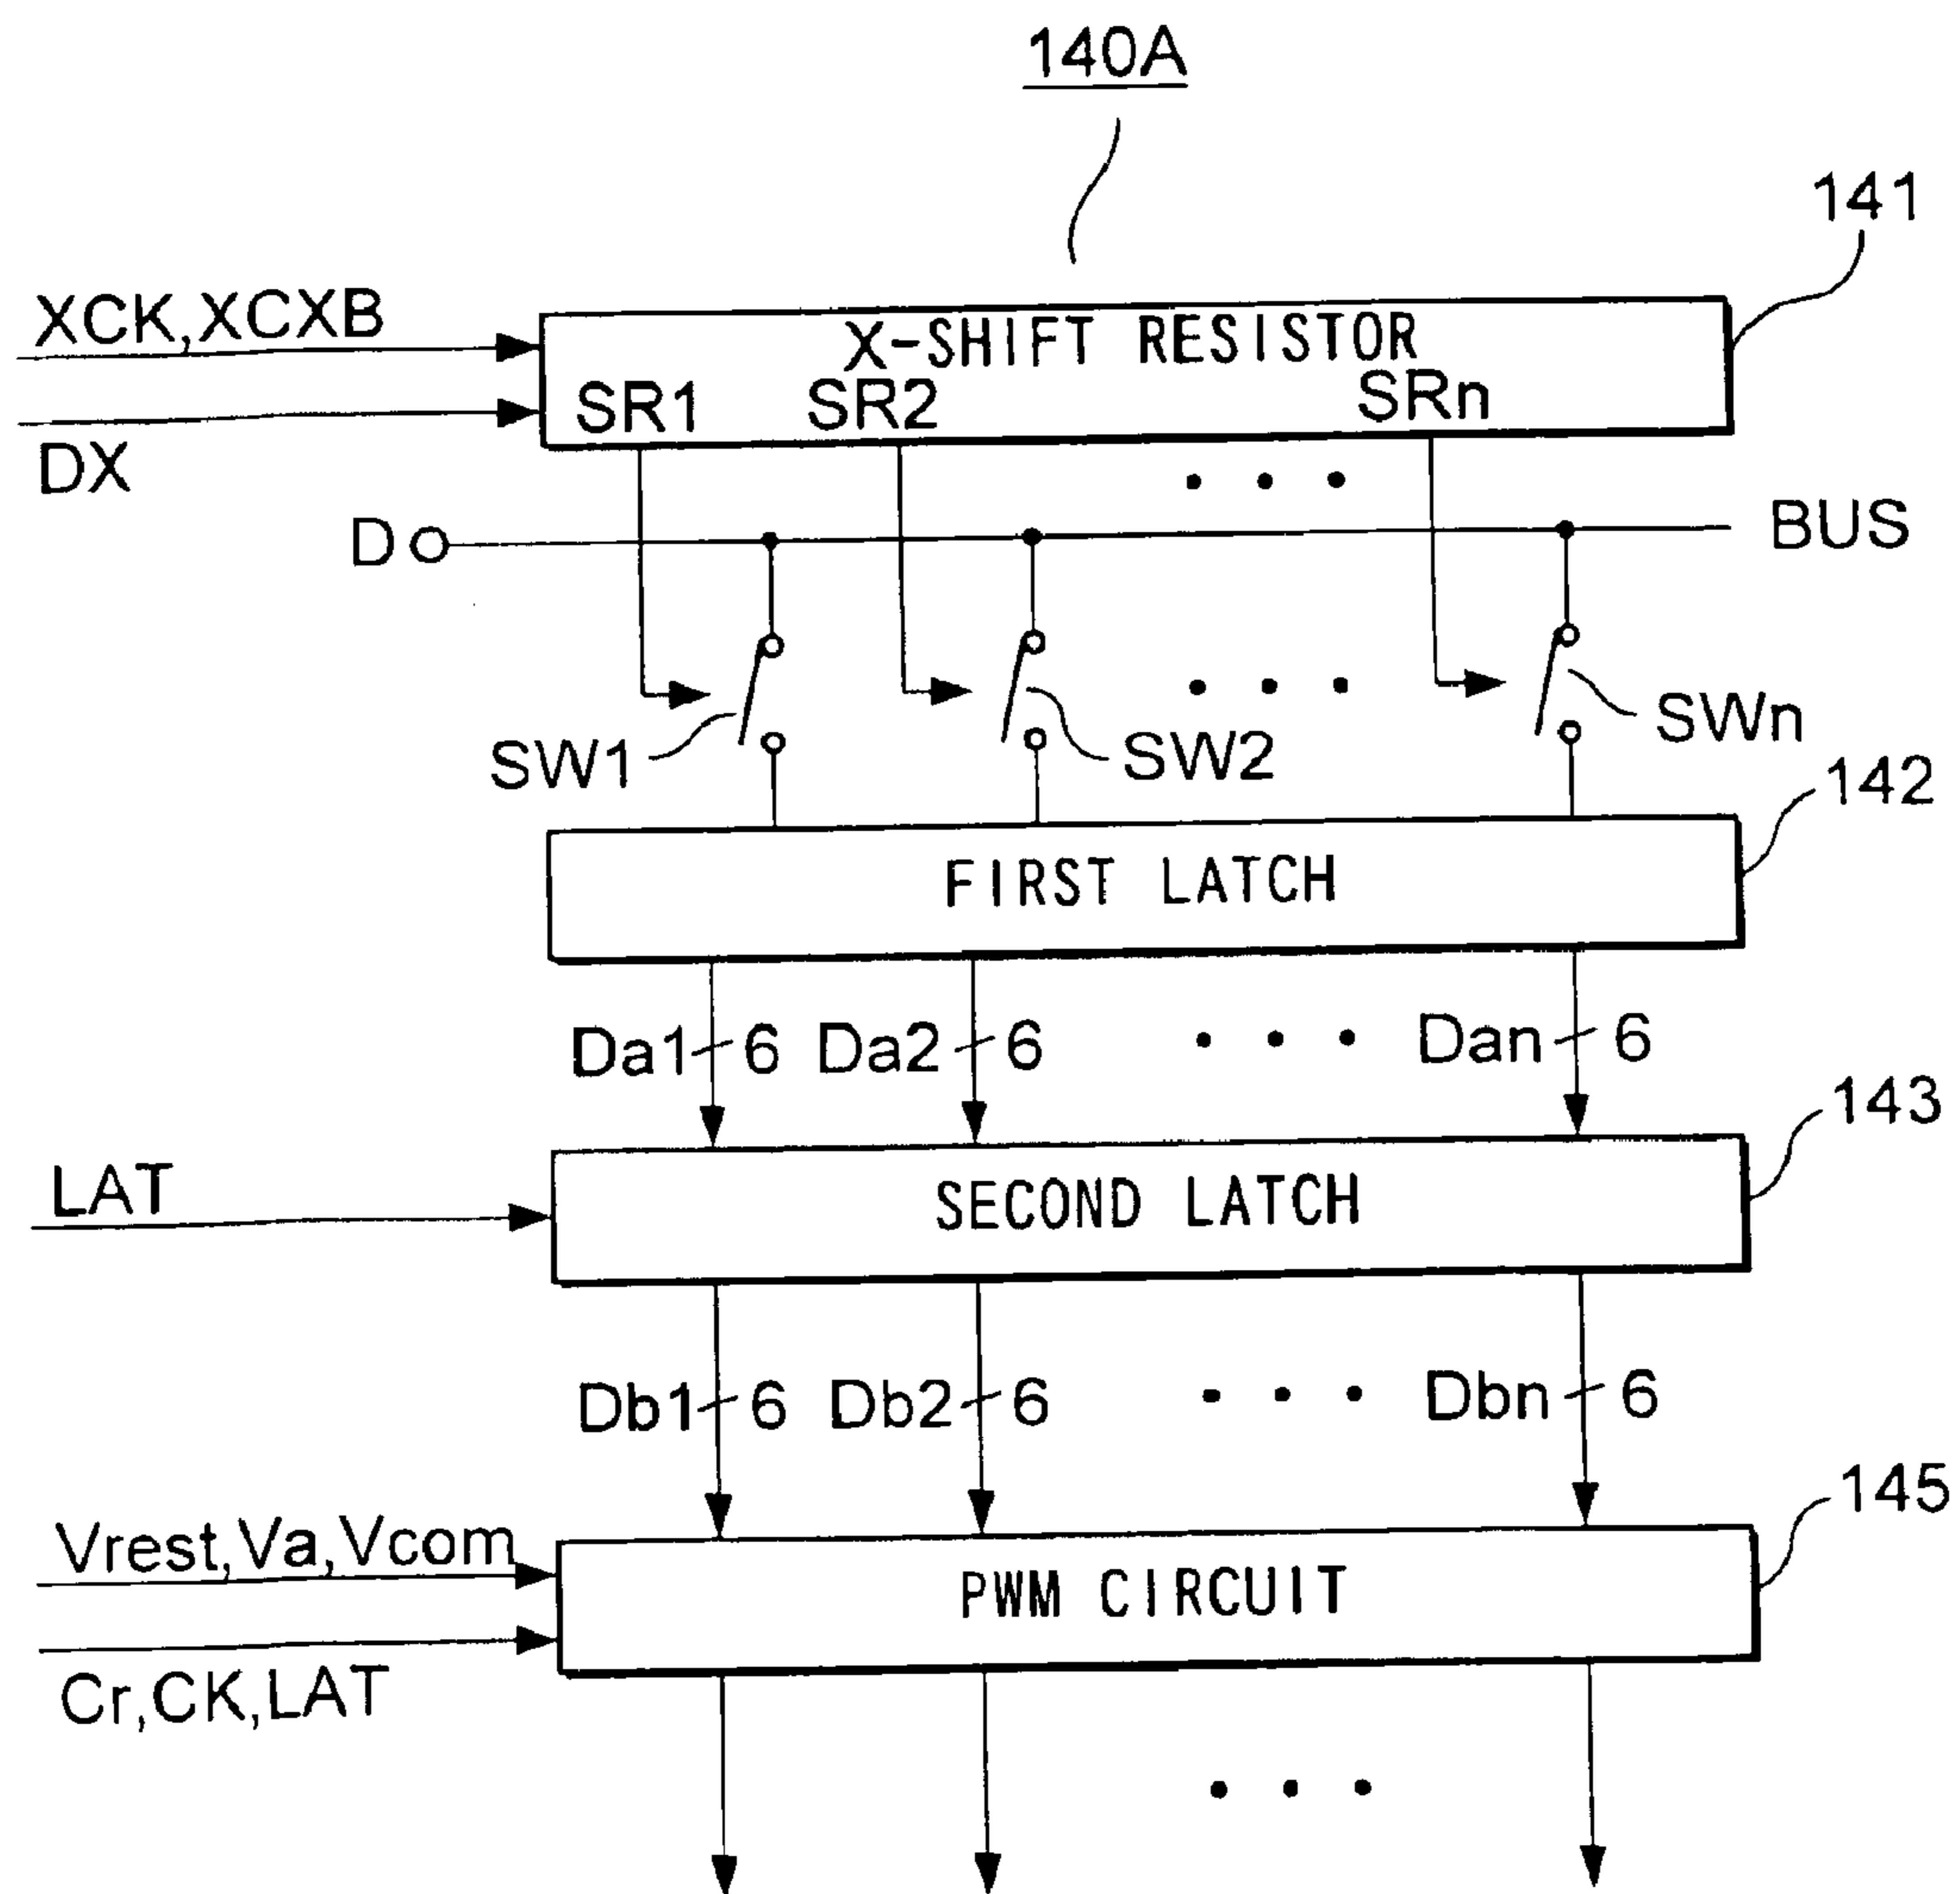 140A
141
XCK,XCXB
X-SHIFT RESISTOR
SR1 SR2 SRn
DX
D BUS
SW1 SW2 SWn
142
FIRST LATCH
Da1 6 Da2 6 Dan 6
143
LAT
SECOND LATCH
Db1 6 Db2 6 Dbn 6
145
Vrest,Va,Vcom
PWM CIRCUIT
Cr,CK,LAT